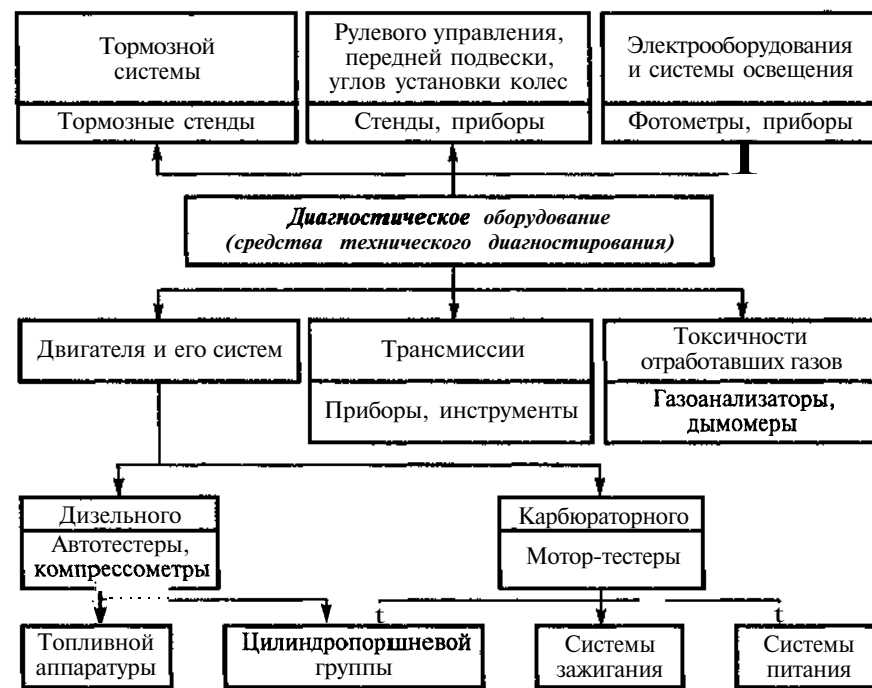 Тормозной
системы
Тормозные стенды
Рулевого управления,
передней подвески,
углов установки колес
Стенды, приборы
Электрооборудования
и системы освещения
Фотометры, приборы
Диагностическое оборудование
(средства технического диагностирования)
Двигателя и его систем
Трансмиссии
Приборы, инструменты
Токсичности
отработавших газов
Газоанализаторы,
дымомеры
Дизельного
Автотестеры,
компрессометры
Карбюраторного
Мотор-тестеры
Топливной
аппаратуры
Цилиндропоршневой
группы
Системы
зажигания
Системы
питания